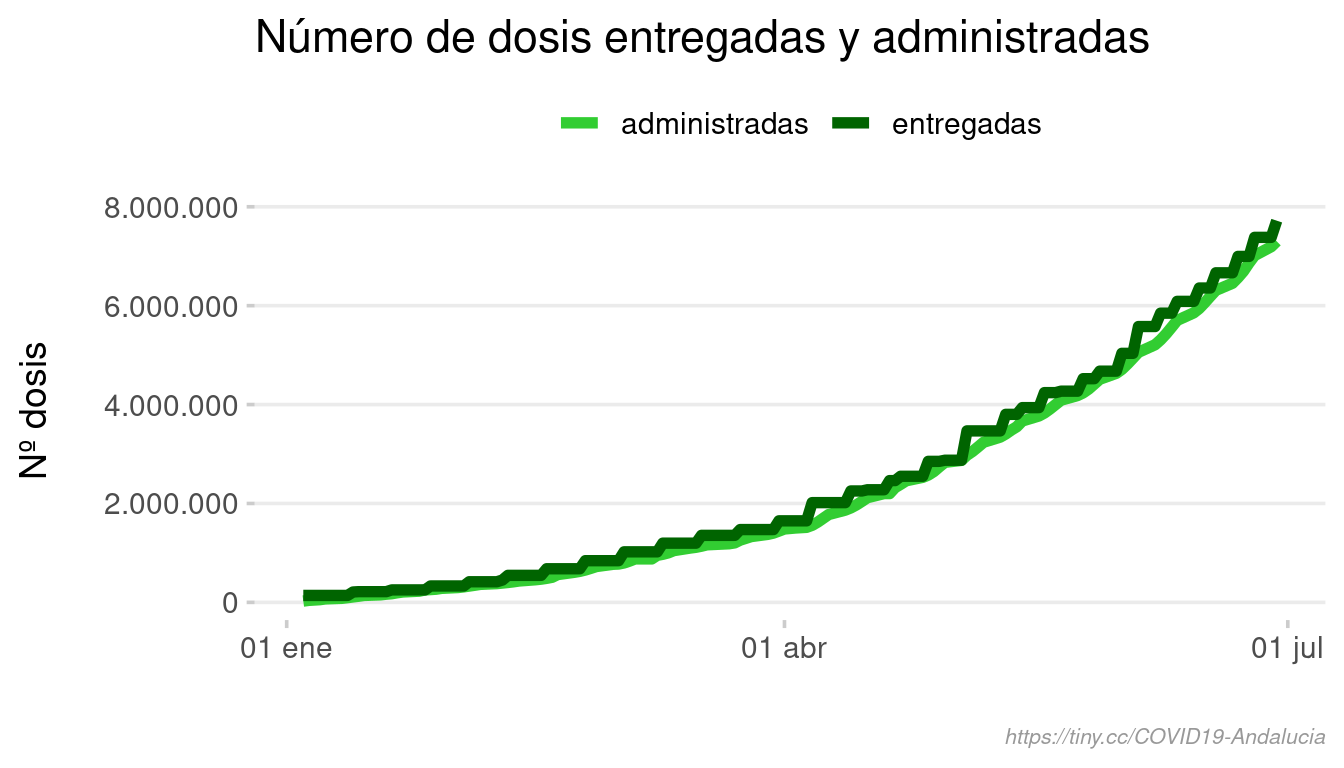 Número de dosis entregadas y administradas
administradas entregadas
Nº dosis
8.000.000
6.000.000
4.000.000
2.000.000
0
01 ene 01 abr 01 jul
https://tiny.cc/COVID19-Andalucia